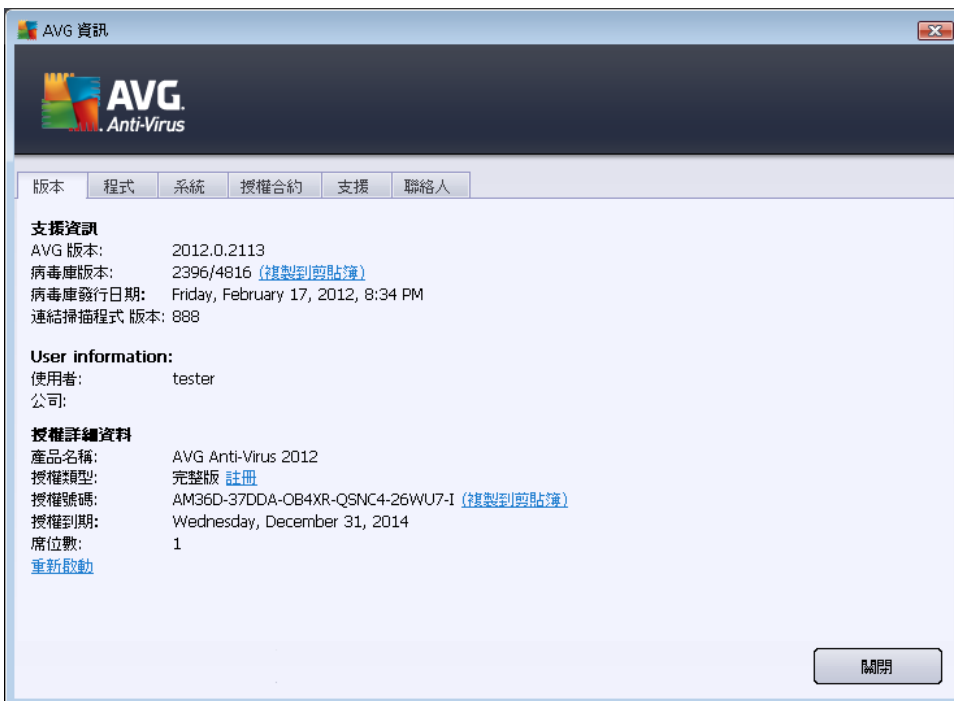 AVG 資訊
AVG.
Anti-Virus
版本 程式 系統 授權合約 支援 聯絡人
支援資訊
AVG 版本: 2012.0.2113
病毒庫版本: 2396/4816 (複製到剪貼簿)
病毒庫發行日期: Friday, February 17, 2012, 8:34 PM
連結掃描程式 版本: 888
User information:
使用者: tester
公司:
授權詳細資料
產品名稱: AVG Anti-Virus 2012
授權類型: 完整版 註冊
授權號碼: AM36D-37DDA-OB4XR-QSNC4-26WU7-I (複製到剪貼簿)
授權到期: Wednesday, December 31, 2014
席位數: 1
重新啟動
關閉